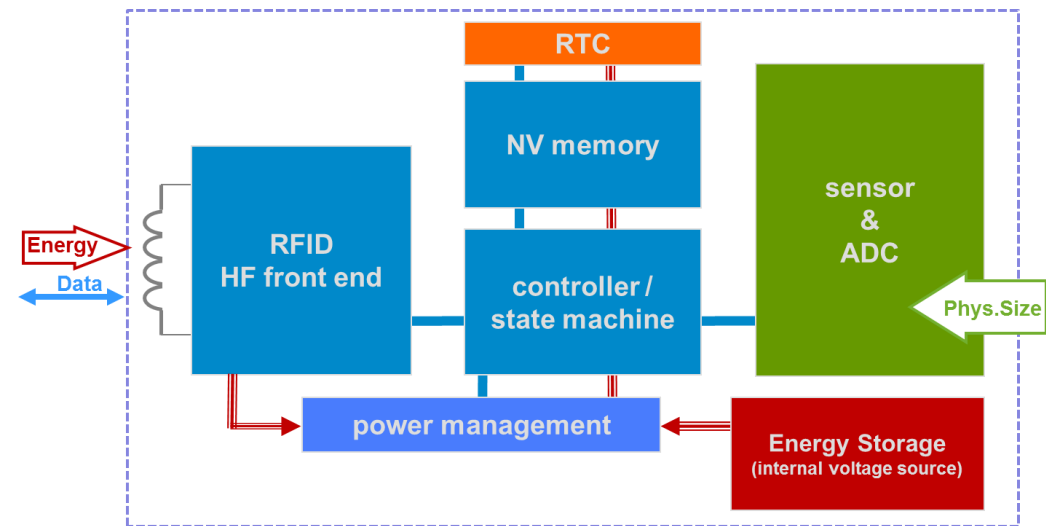 RTC
NV memory
sensor
&
ADC
RFID
HF front end
Energy
Data
controller /
state machine
Phys.Size
power management
Energy Storage
(internal voltage source)